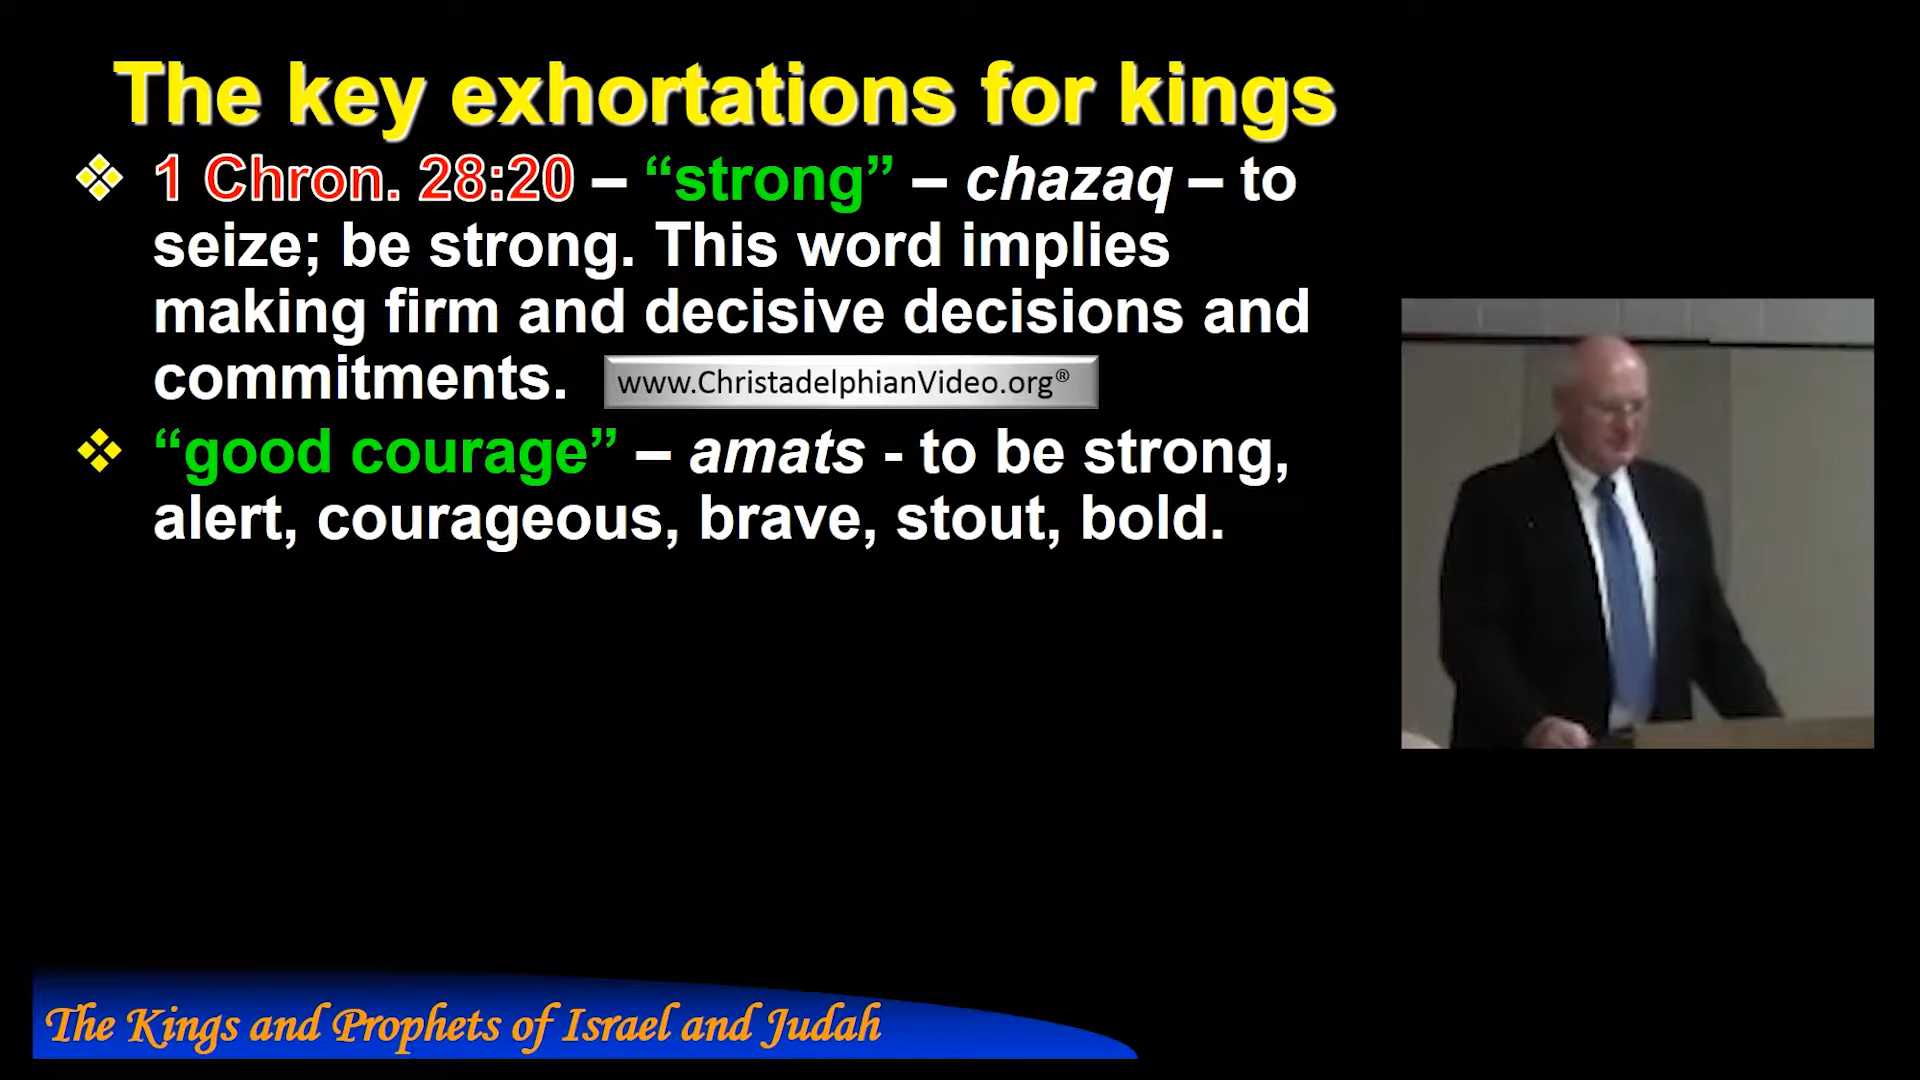 The key exhortations for kings
1 Chron. 28:20 – “strong” – chazaq – to
seize; be strong. This word implies
making firm and decisive decisions and
commitments.
www.ChristadelphianVideo.org®
“good courage” – amats - to be strong,
alert, courageous, brave, stout, bold.
The Kings and Prophets of Israel and Judah